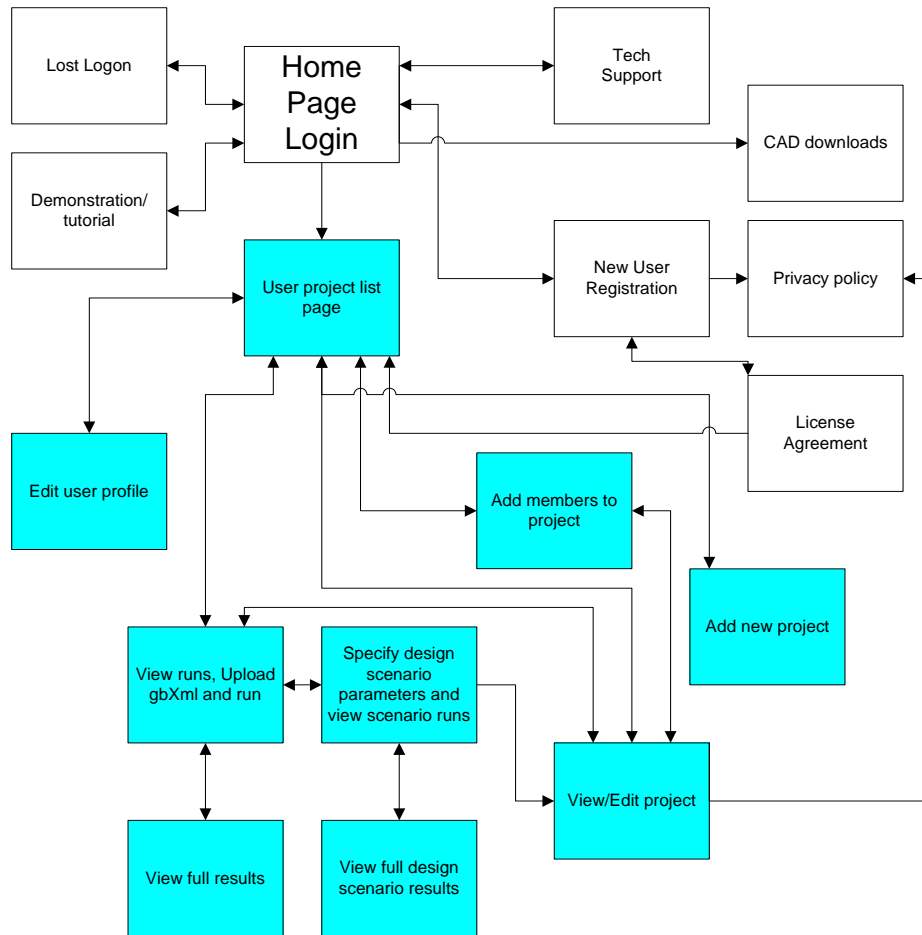 Lost Logon
Home
Page
Login
Tech
Support
CAD downloads
Demonstration/
tutorial
User project list
page
New User
Registration
Privacy policy
License
Agreement
Edit user profile
Add members to
project
Add new project
View runs, Upload
gbXml and run
Specify design
scenario
parameters and
view scenario runs
View/Edit project
View full results
View full design
scenario results